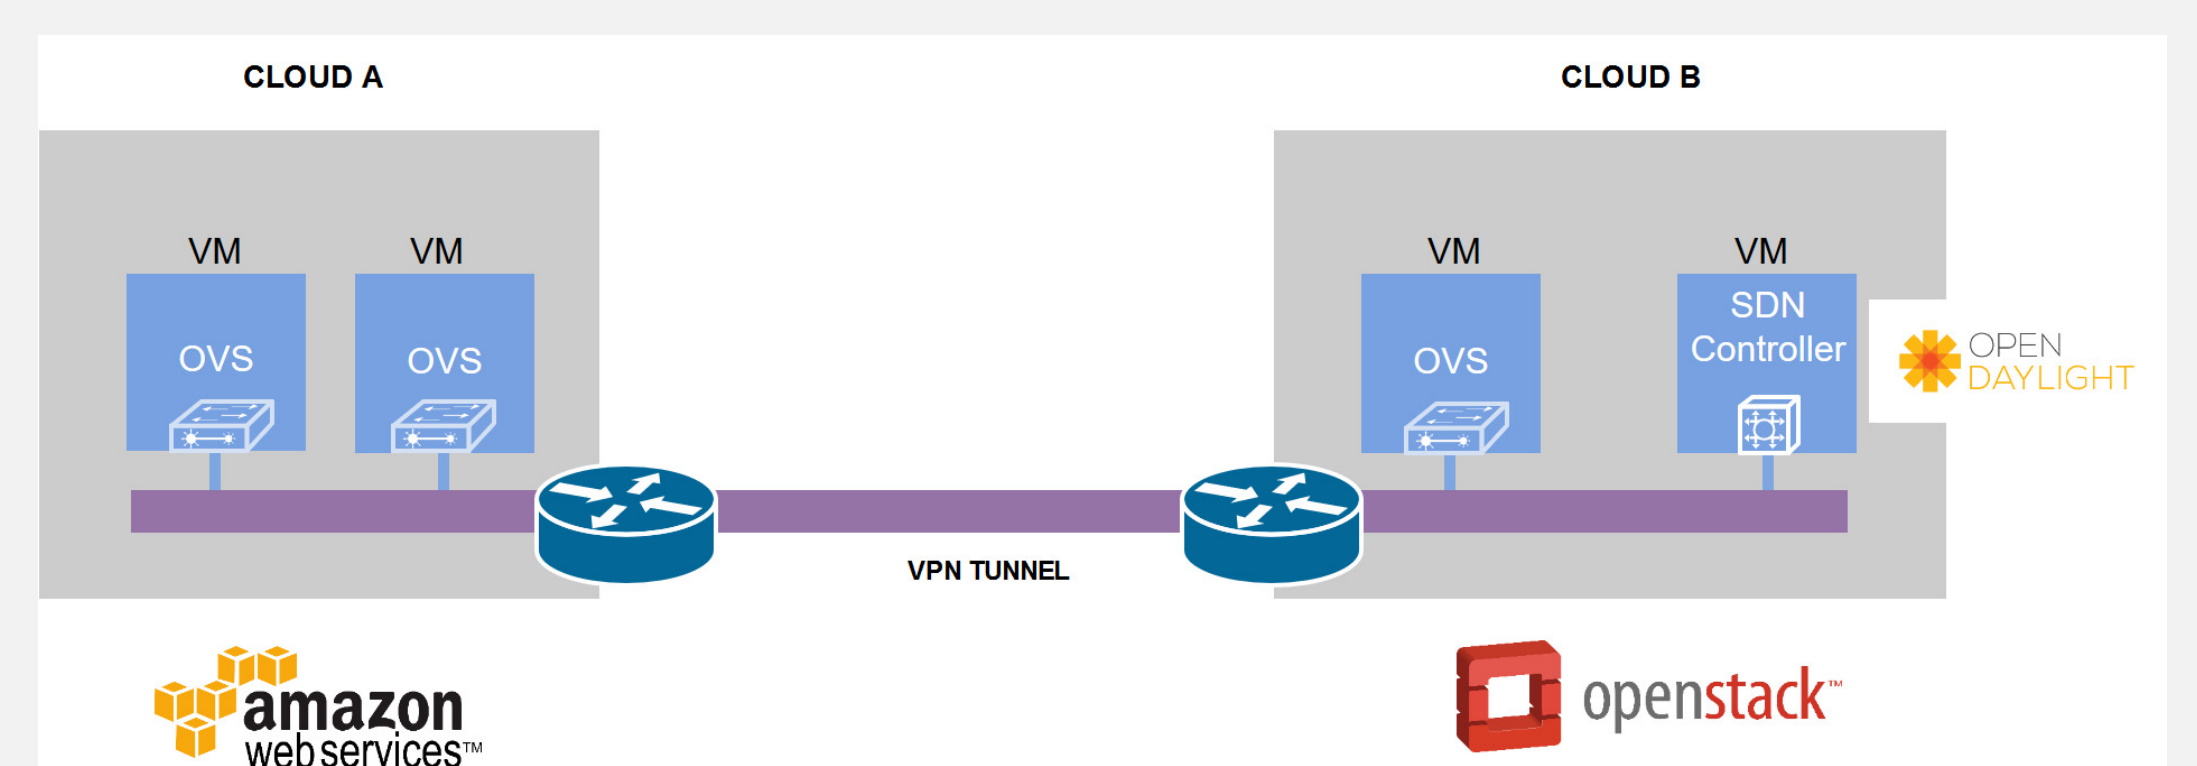 CLOUD A
CLOUD B
VM
VM
VM
VM
OVS
OVS
OVS
SDN
Controller
OPEN
DAYLIGHT
VPN TUNNEL
amazon
web services™
openstack™